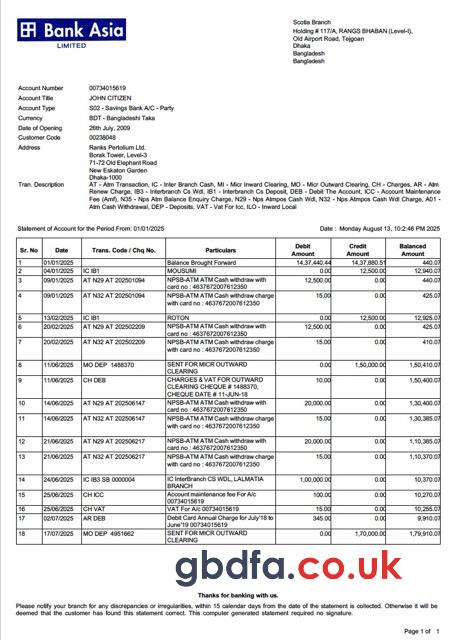 Bank Asia
LIMITED
Scotia Branch
Holding # 117/A, RANGS BHABAN (Level-I),
Old Airport Road, Tejgoan
Dhaka
Bangladesh
Bangladesh
Account Number 00734015619
Account Title JOHN CITIZEN
Account Type S02 - Savings Bank A/C - Party
Currency BDT - Bangladeshi Taka
Date of Opening 26th July, 2009
Customer Code 00238048
Address Ranks Pertolium Ltd.
Borak Tower, Level-3
71-72 Old Elephant Road
New Eskaton Garden
Dhaka-1000
Tran. Description AT - Atm Transaction, IC - Inter Branch Cash, MI - Micr Inward Clearing, MO - Micr Outward Clearing, CH - Charges, AR - Atm
Renew Charge, IB3 - Interbranch Cs Wdl, IB1 - Interbranch Cs Deposit, DEB - Debit The Account, ICC - Account Maintenance
Fee (Amf), N35 - Nps Atm Balance Enquiry Charge, N29 - Nps Atmpos Cash Wdl, N32 - Nps Atmpos Cash Wdl Charge, A01 -
Atm Cash Withdrawal, DEP - Deposits, VAT - Vat For Icc, ILO - Inward Local
Statement of Account for the Period From: 01/01/2025 Date : Monday August 13, 10:2:46 PM 2025
Sr. No Date Trans. Code / Chq No. Particulars Debit Amount Credit Amount Balanced Amount
1 01/01/2025 Balance Brought Forward 14,37,440.44 14,37,880.51 440.07
2 04/01/2025 IC IB1 MOUSUMI 0.00 12,500.00 12,940.07
3 09/01/2025 AT N29 AT 202501094 NPSB-ATM ATM Cash withdraw with 12,500.00 0.00 440.07
card no : 4637672007612350
4 09/01/2025 AT N32 AT 202501094 NPSB-ATM ATM Cash withdraw charge 15.00 0.00 425.07
with card no : 4637672007612350
5 13/02/2025 IC IB1 ROTON 0.00 12,500.00 12,925.07
6 20/02/2025 AT N29 AT 202502209 NPSB-ATM ATM Cash withdraw with 12,500.00 0.00 425.07
card no : 4637672007612350
7 20/02/2025 AT N32 AT 202502209 NPSB-ATM ATM Cash withdraw charge 15.00 0.00 410.07
with card no : 4637672007612350
8 11/06/2025 MO DEP 1488370 SENT FOR MICR OUTWARD 0.00 1,50,000.00 1,50,410.07
CLEARING
9 11/06/2025 CH DEB CHARGES & VAT FOR OUTWARD 10.00 0.00 1,50,400.07
CLEARING CHEQUE # 1488370,
CHEQUE DATE # 11-JUN-18
10 14/06/2025 AT N29 AT 202506147 NPSB-ATM ATM Cash withdraw with 20,000.00 0.00 1,30,400.07
card no : 4637672007612350
11 14/06/2025 AT N32 AT 202506147 NPSB-ATM ATM Cash withdraw charge 15.00 0.00 1,30,385.07
with card no : 4637672007612350
12 21/06/2025 AT N29 AT 202506217 NPSB-ATM ATM Cash withdraw with 20,000.00 0.00 1,10,385.07
card no : 4637672007612350
13 21/06/2025 AT N32 AT 202506217 NPSB-ATM ATM Cash withdraw charge 15.00 0.00 1,10,370.07
with card no : 4637672007612350
14 24/06/2025 IC IB3 SB 0000004 IC InterBranch CS WDL, LALMATIA 1,00,000.00 0.00 10,370.07
BRANCH
15 25/06/2025 CH ICC Account maintenance fee For A/c 100.00 0.00 10,270.07
00734015619
16 25/06/2025 CH VAT VAT For A/c 00734015619 15.00 0.00 10,255.07
17 02/07/2025 AR DEB Debit Card Annual Charge for July'18 to 345.00 0.00 9,910.07
June'19 00734015619
18 17/07/2025 MO DEP 4951662 SENT FOR MICR OUTWARD 0.00 1,70,000.00 1,79,910.07
CLEARING
gbdfa.co.uk
Thanks for banking with us.
Please notify your branch for any discrepancies or irregularities, within 15 calendar days from the date of the statement is collected. Otherwise it will be
deemed that the customer has found this statement correct. This computer generated statement required no signature.
Page 1 of 1